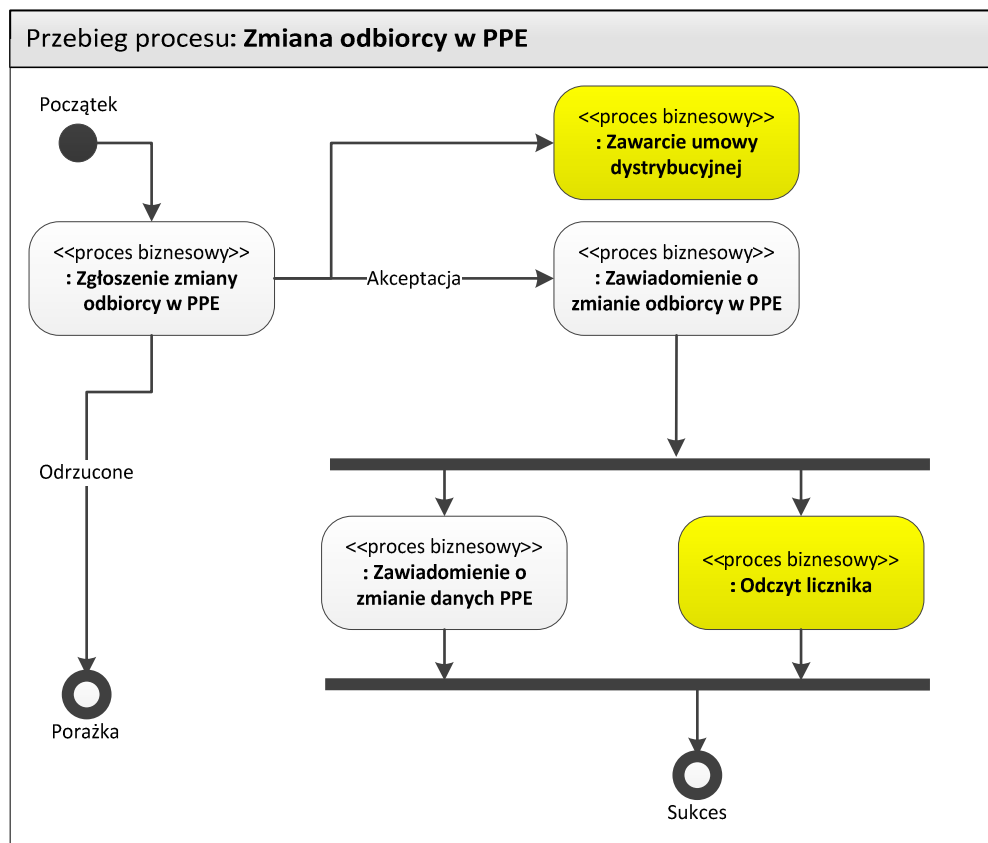 Przebieg procesu: Zmiana odbiorcy w PPE
Początek
<<proces biznesowy>>
: Zawarcie umowy
dystrybucyjnej
<<proces biznesowy>>
: Zgłoszenie zmiany
odbiorcy w PPE
Akceptacja
<<proces biznesowy>>
: Zawiadomienie o
zmianie odbiorcy w PPE
Odrzucone
<<proces biznesowy>>
: Zawiadomienie o
zmianie danych PPE
<<proces biznesowy>>
: Odczyt licznika
Porażka
Sukces